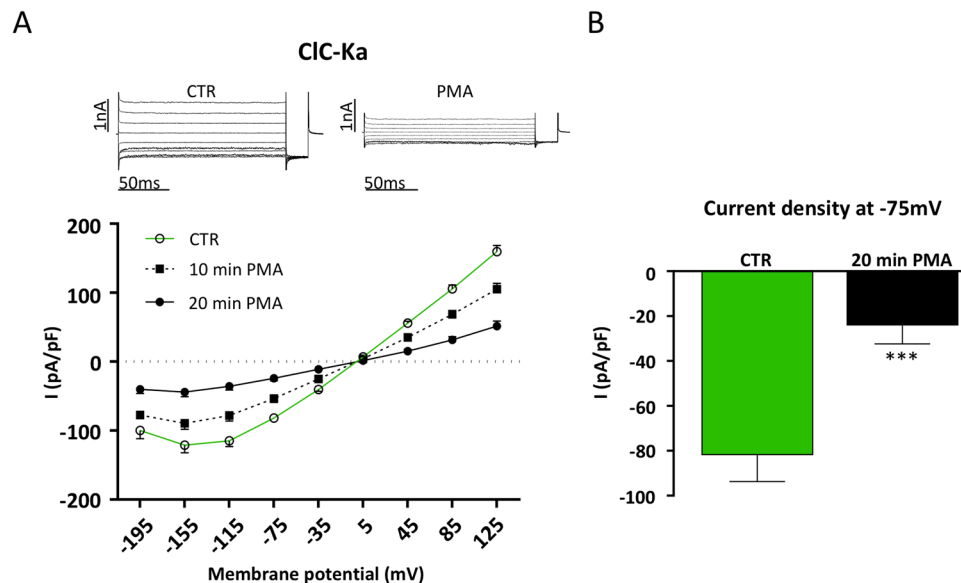 A
B
ClC-Ka
CTR
PMA
1nA
1nA
50ms
50ms
200
100
0
-100
-200
I (pA/pF)
CTR
10 min PMA
20 min PMA
-195
-155
-115
-75
-35
5
45
85
125
Membrane potential (mV)
Current density at -75mV
CTR
20 min PMA
0
-20
-40
-60
-80
-100
I (pA/pF)
***